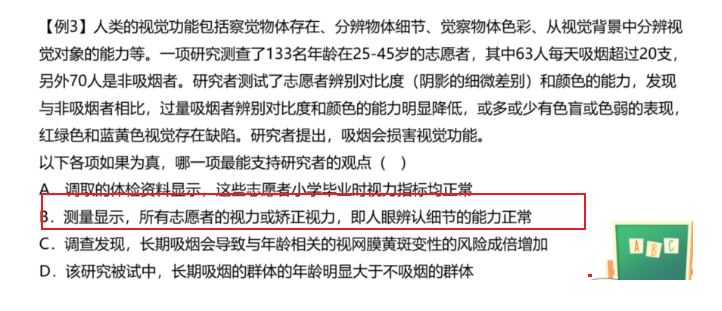 【例3】人类的视觉功能包括察觉物体存在、分辨物体细节、觉察物体色彩、从视觉背景中分辨视
觉对象的能力等。一项研究测查了133名年龄在25-45岁的志愿者，其中63人每天吸烟超过20支，
另外70人是非吸烟者。研究者测试了志愿者辨别对比度（阴影的细微差别）和颜色的能力，发现
与非吸烟者相比，过量吸烟者辨别对比度和颜色的能力明显降低，或多或少有色盲或色弱的表现，
红绿色和蓝黄色视觉存在缺陷。研究者提出，吸烟会损害视觉功能。
以下各项如果为真，哪一项最能支持研究者的观点（ ）
A．调取的体检资料显示，这些志愿者小学毕业时视力指标均正常
B．测量显示，所有志愿者的视力或矫正视力，即人眼辨认细节的能力正常
C．调查发现，长期吸烟会导致与年龄相关的视网膜黄斑变性的风险成倍增加
D．该研究被试中，长期吸烟的群体的年龄明显大于不吸烟的群体
A B C